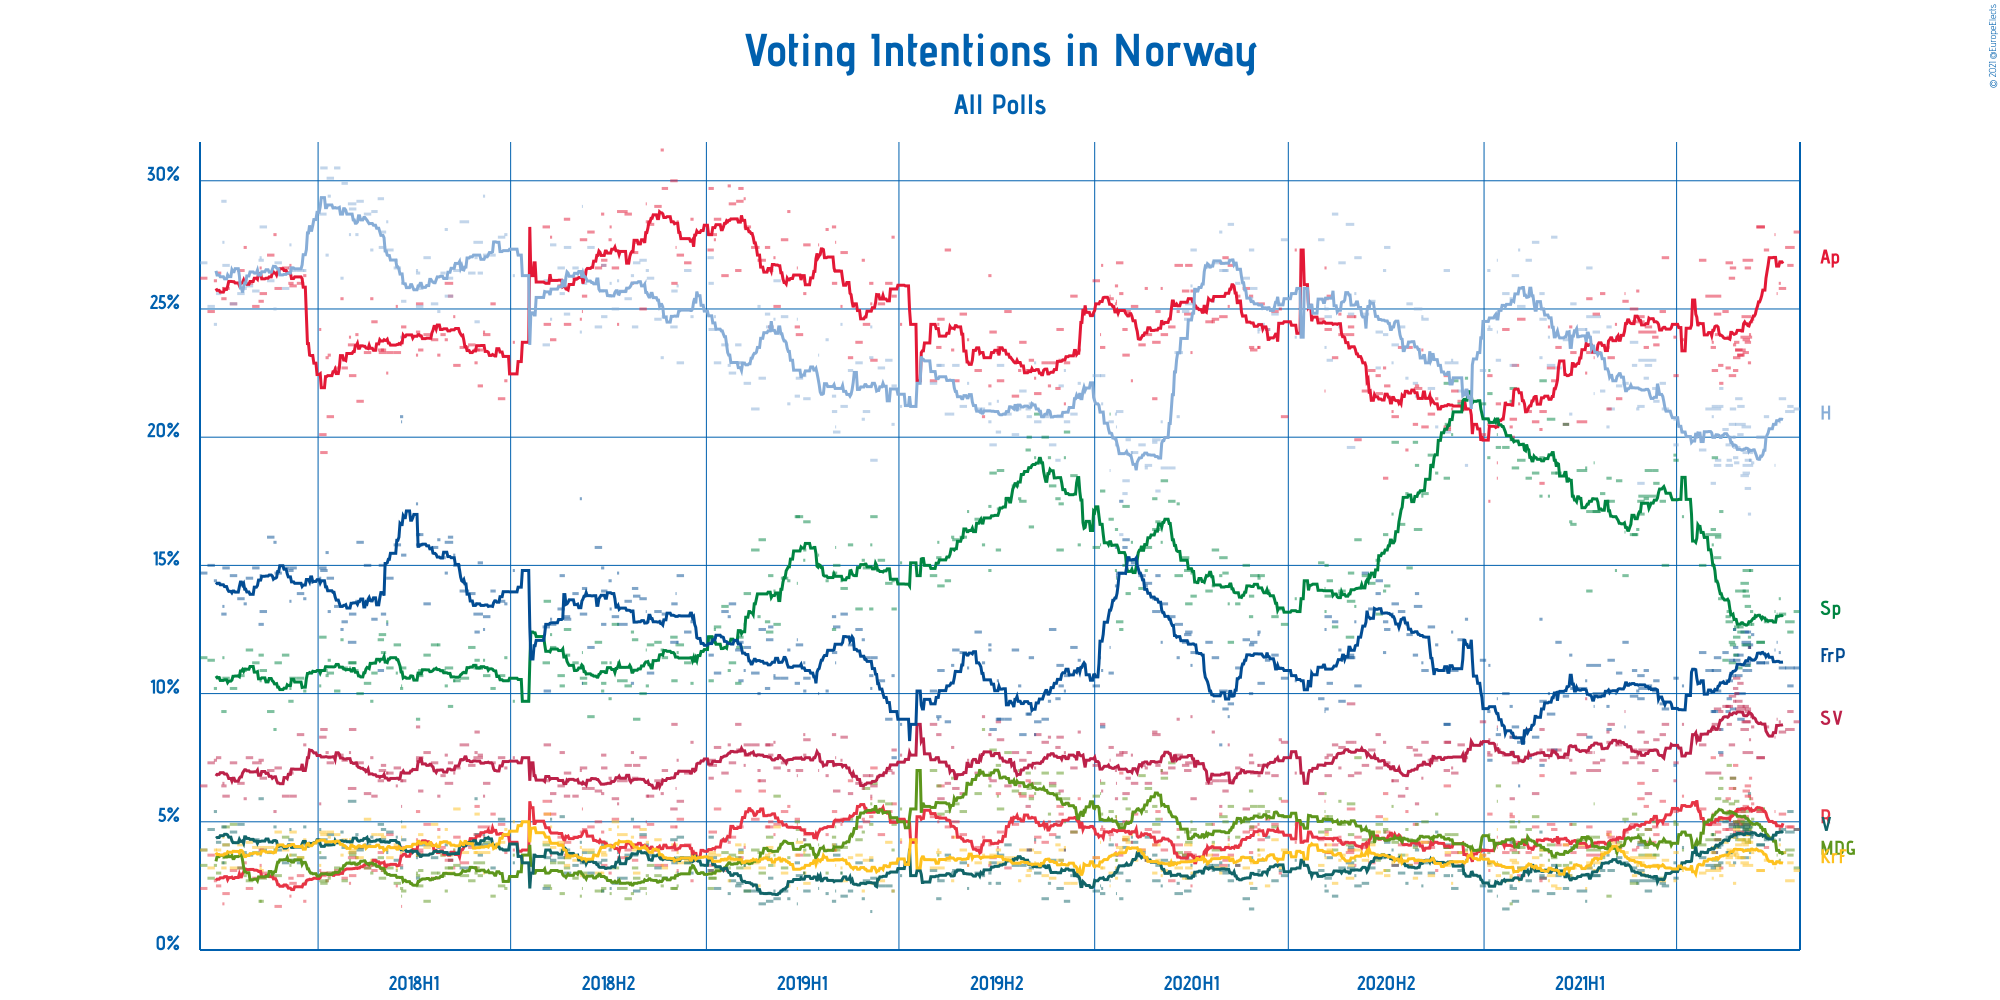 © 2021 @EuropeElects
Voting Intentions in Norway
All Polls
30%
25%
20%
15%
10%
5%
0%
Ap
H
Sp
FrP
SV
R
V
MDG
KrF
2018H1
2018H2
2019H1
2019H2
2020H1
2020H2
2021H1